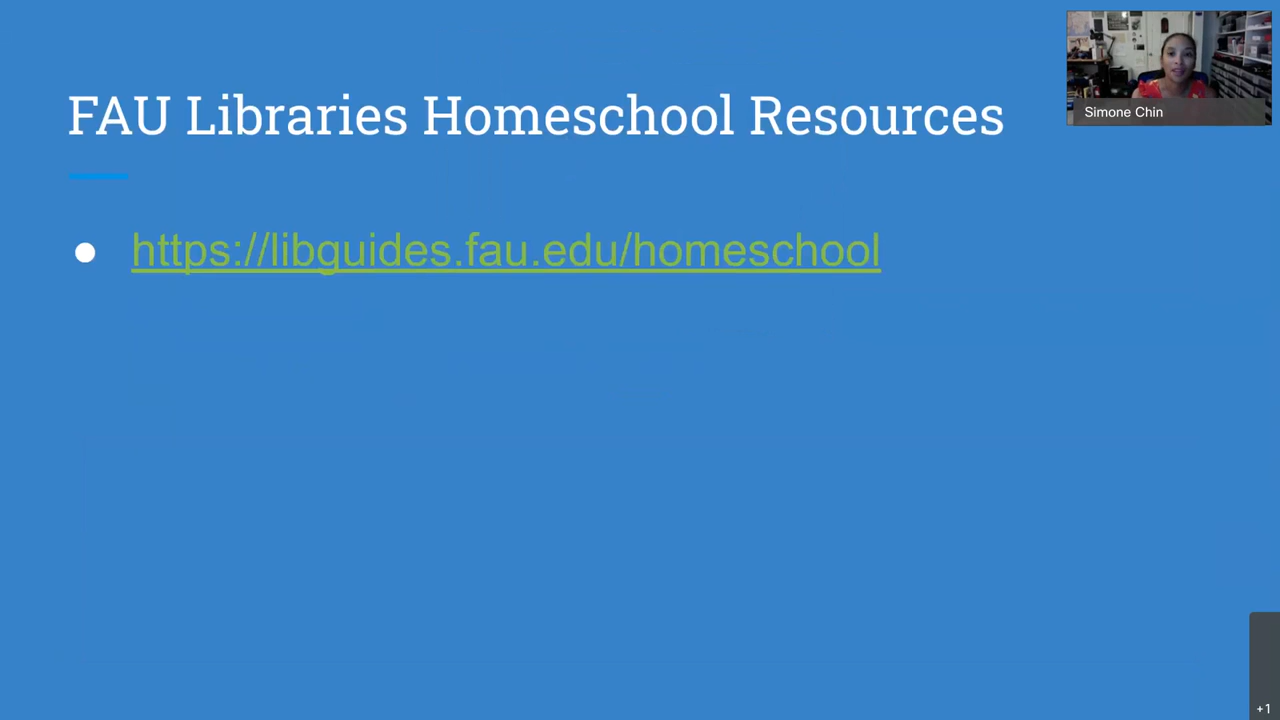 FAU Libraries Homeschool Resources
Simone Chin
● https://libguides.fau.edu/homeschool
+1